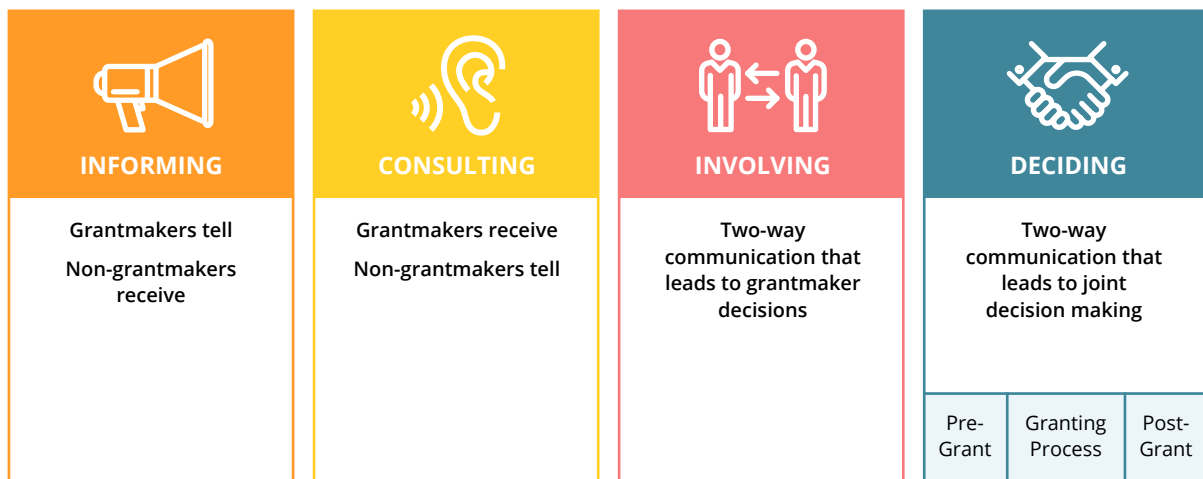 INFORMING
Grantmakers tell
Non-grantmakers
receive
CONSULTING
Grantmakers receive
Non-grantmakers tell
INVOLVING
Two-way
communication that
leads to grantmaker
decisions
DECIDING
Two-way
communication that
leads to joint
decision making
Pre-
Grant
Granting
Process
Post-
Grant